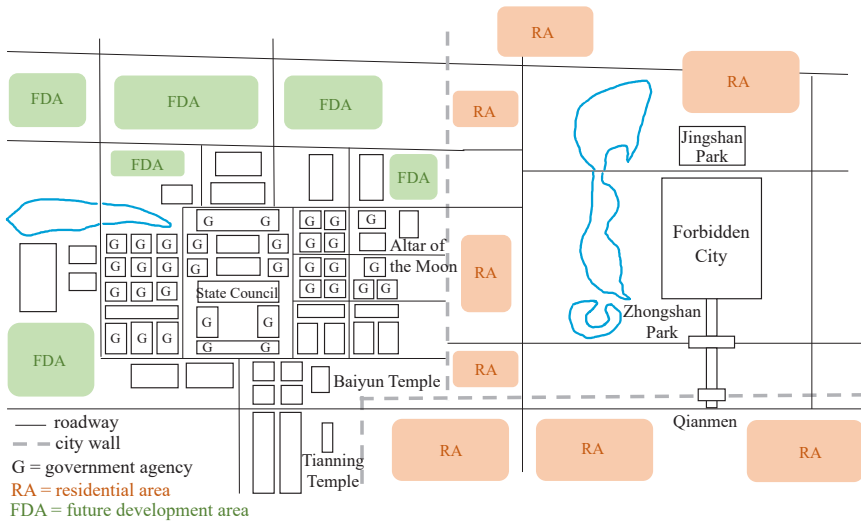 RA
RA
FDA
FDA
FDA
RA
Jingshan
Park
FDA
FDA
G G
G G
G
Forbidden
City
G G G
G
G
G G
Altar of
the Moon
RA
G G G
G
G
G G
G
G G G
State Council
G G
G G
Zhongshan
Park
G
G
G G G
G G
FDA
RA
Baiyun Temple
Qianmen
roadway
city wall
G = government agency
RA = residential area
FDA = future development area
Tianning
Temple
RA
RA
RA